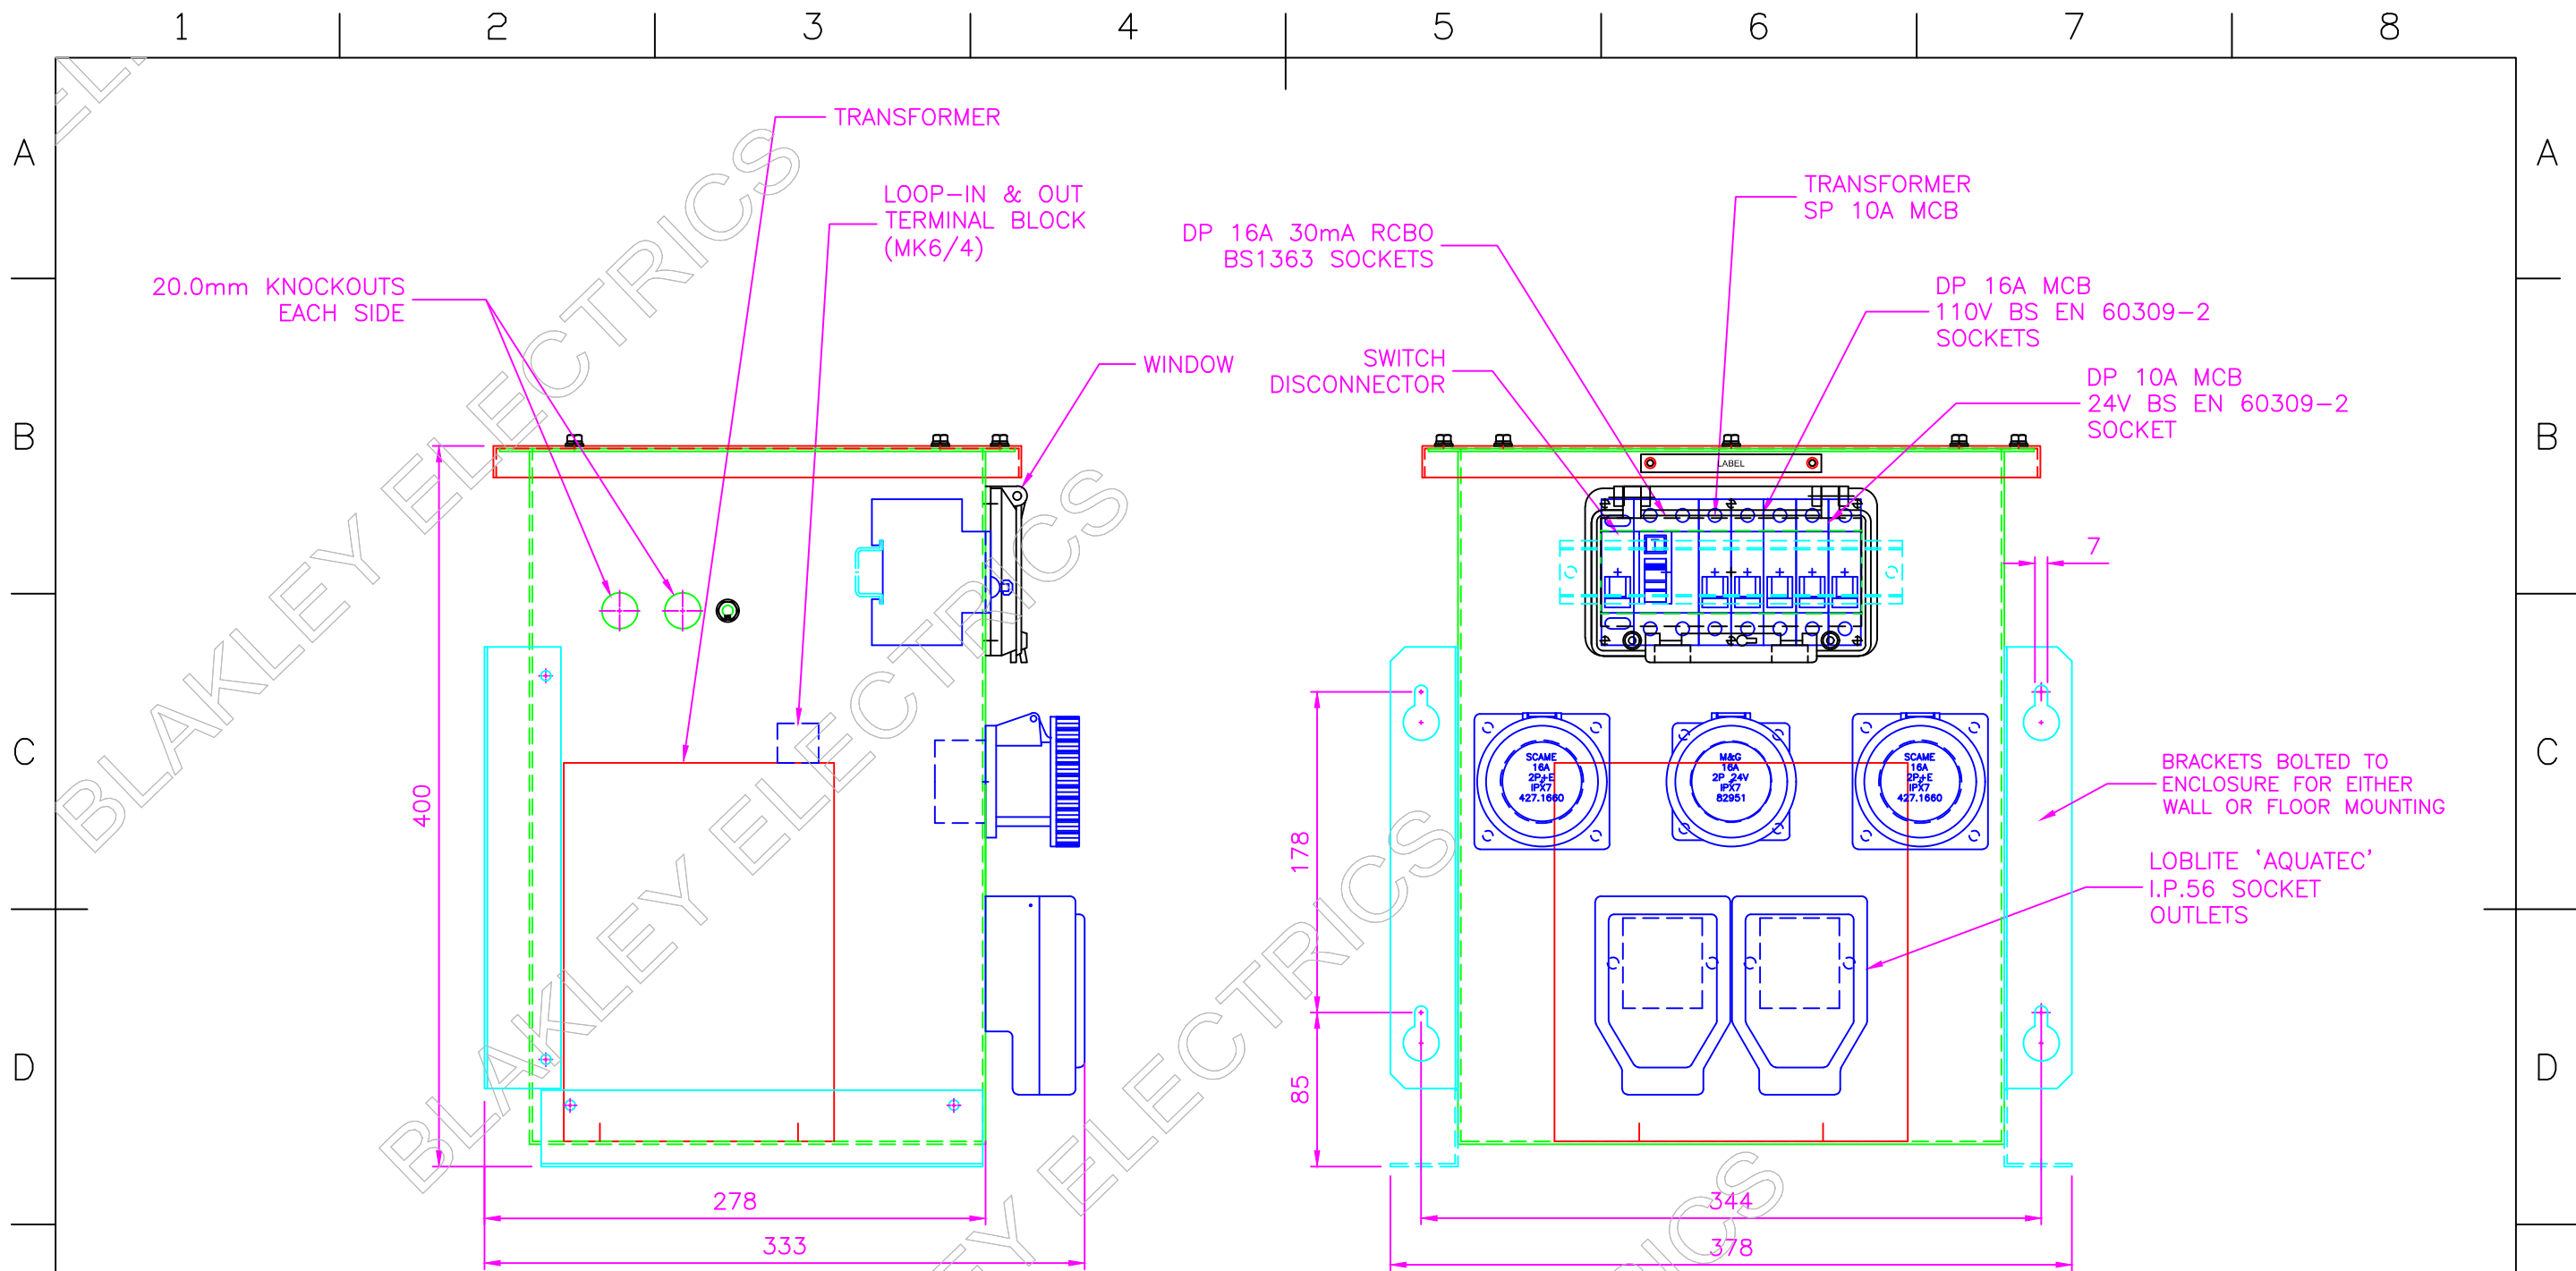 1 2 3 4 5 6 7 8
A
A
TRANSFORMER
LOOP-IN & OUT
TERMINAL BLOCK
(MK6/4)
20.0mm KNOCKOUTS
EACH SIDE
WINDOW
DP 16A 30mA RCBO
BS1363 SOCKETS
TRANSFORMER
SP 10A MCB
DP 16A MCB
110V BS EN 60309-2
SOCKETS
SWITCH
DISCONNECTOR
DP 10A MCB
24V BS EN 60309-2
SOCKET
B
B
LABEL
7
C
C
400
178
85
SCAME
16A
2P+E
IPX7
427.1660
M&G
16A
2P 24V
IPX7
82951
SCAME
16A
2P+E
IPX7
427.1660
BRACKETS BOLTED TO
ENCLOSURE FOR EITHER
WALL OR FLOOR MOUNTING
LOBLITE 'AQUATEC'
I.P.56 SOCKET
OUTLETS
D
D
278
333
344
378
BLAKLEY ELECTRICS
BLAKLEY ELECTRICS
EY ELECTRICS
ICS
EL